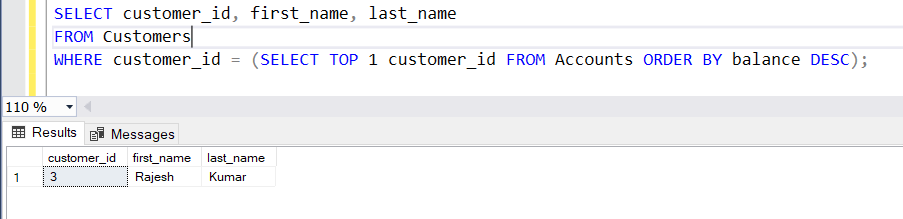 SELECT customer_id, first_name, last_name
FROM Customers
WHERE customer_id = (SELECT TOP 1 customer_id FROM Accounts ORDER BY balance DESC);
110 %
Results Messages
customer_id first_name last_name
1 3 Rajesh Kumar